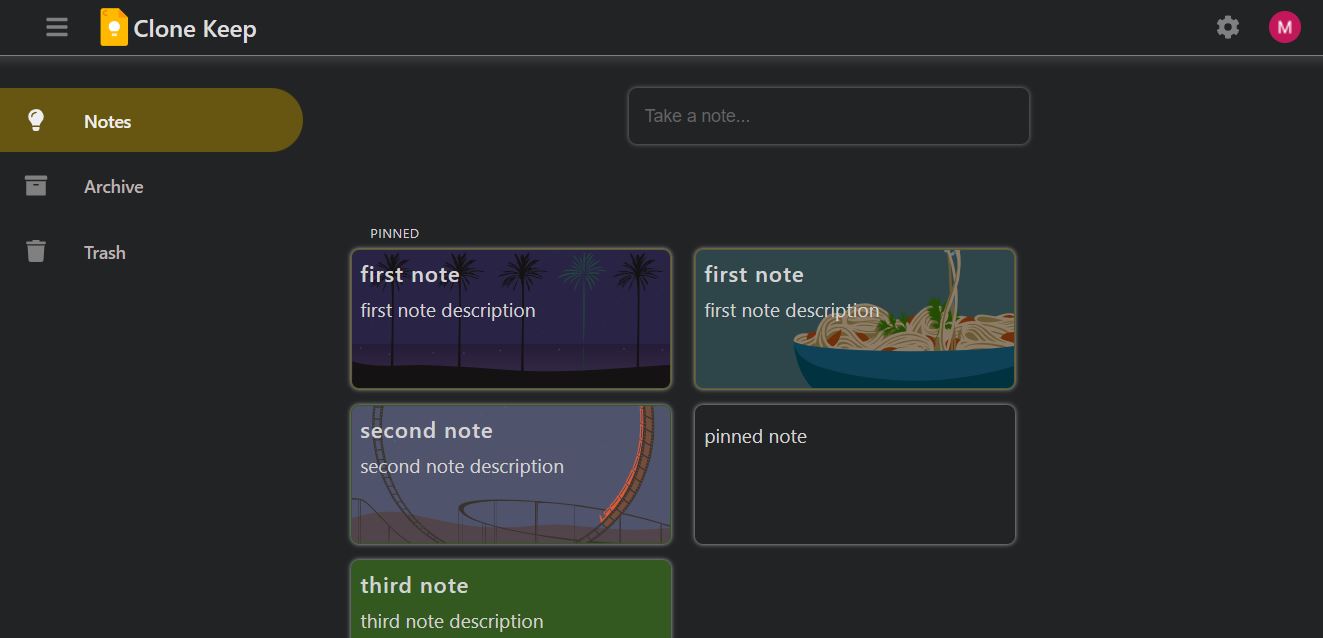 Clone Keep
M
Notes
Take a note...
Archive
Trash
PINNED
first note
first note description
first note
first note description
second note
second note description
pinned note
third note
third note description